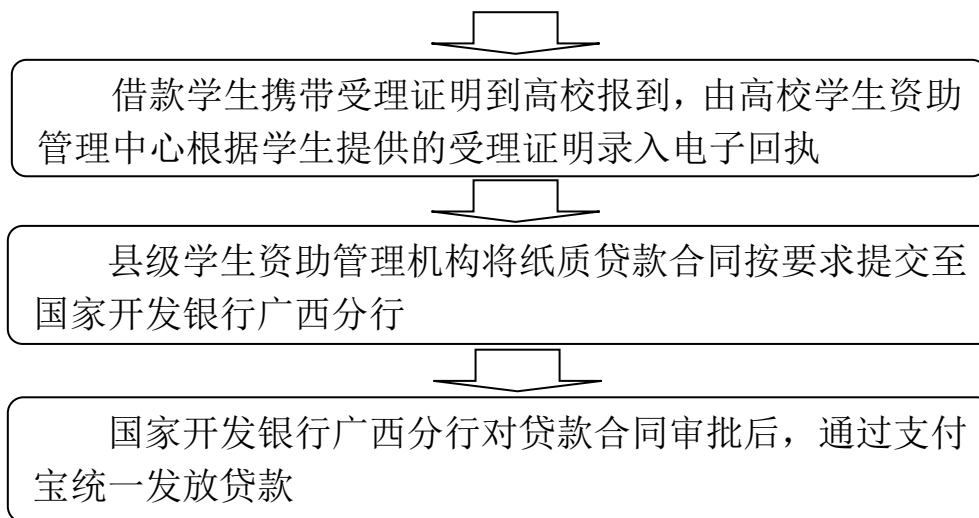 借款学生携带受理证明到高校报到，由高校学生资助
管理中心根据学生提供的受理证明录入电子回执
县级学生资助管理机构将纸质贷款合同按要求提交至
国家开发银行广西分行
国家开发银行广西分行对贷款合同审批后，通过支付
宝统一发放贷款